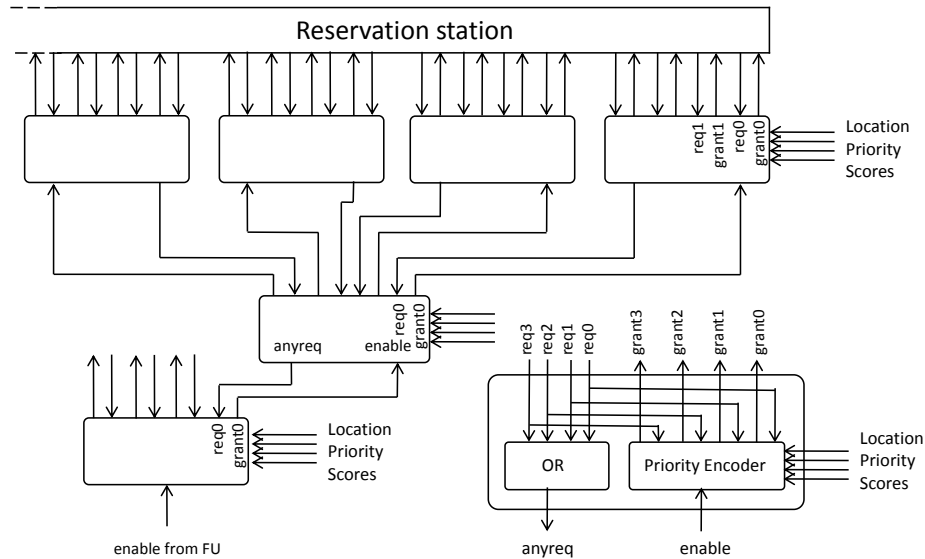 Reservation station
req1
grant1
req0
grant0
Location
Priority
Scores
req0
grant0
anyreq
enable
req3
req2
req1
req0
grant3
grant2
grant1
grant0
req0
grant0
Location
Priority
Scores
OR
Priority Encoder
Location
Priority
Scores
enable from FU
anyreq
enable